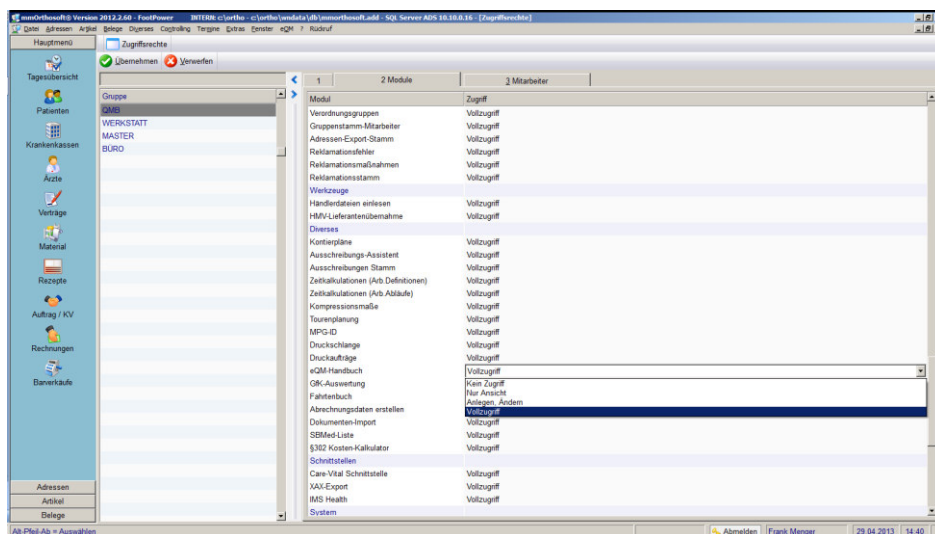 mmOrthosoft® Version 2012.2.60 - FootPower INTERN: c:\ortho - c:\ortho\wmdata\db\mmorthosoft.add - SQL Server ADS 10.10.0.16 - [Zugriffsrechte]
Datei Adressen Artikel Belege Diverses Controlling Termine Extras Fenster eQM ? Rückruf
Hauptmenü
Zugriffsrechte
Übernehmen Verwerfen
Tagesübersicht
Patienten
Krankenkassen
Ärzte
Verträge
Material
Rezepte
Auftrag / KV
Rechnungen
Barverkäufe
Adressen
Artikel
Belege
Gruppe
QMB
WERKSTATT
MASTER
BÜRO
1 2 Module 3 Mitarbeiter
Modul Zugriff
Verordnungsgruppen Vollzugriff
Gruppenstamm-Mitarbeiter Vollzugriff
Adressen-Export-Stamm Vollzugriff
Reklamationsfehler Vollzugriff
Reklamationsmaßnahmen Vollzugriff
Reklamationsstamm Vollzugriff
Werkzeuge
Händlerdateien einlesen Vollzugriff
HMV-Lieferantenübernahme Vollzugriff
Diverses
Kontierpläne Vollzugriff
Ausschreibungs-Assistent Vollzugriff
Ausschreibungen Stamm Vollzugriff
Zeitkalkulationen (Arb.Definitionen) Vollzugriff
Zeitkalkulationen (Arb.Abläufe) Vollzugriff
Kompressionsmaße Vollzugriff
Tourenplanung Vollzugriff
MPG-ID Vollzugriff
Druckschlange Vollzugriff
Druckaufträge Vollzugriff
eQM-Handbuch Vollzugriff
GfK-Auswertung Kein Zugriff
Nur Ansicht
Fahrtenbuch Anlegen, Ändern
Abrechnungsdaten erstellen Vollzugriff
Dokumenten-Import Vollzugriff
SBMed-Liste Vollzugriff
§302 Kosten-Kalkulator Vollzugriff
Schnittstellen
Care-Vital Schnittstelle Vollzugriff
XAX-Export Vollzugriff
IMS Health Vollzugriff
System
Alt-Pfeil-Ab = Auswählen Abmelden Frank Menger 29.04.2013 14:40